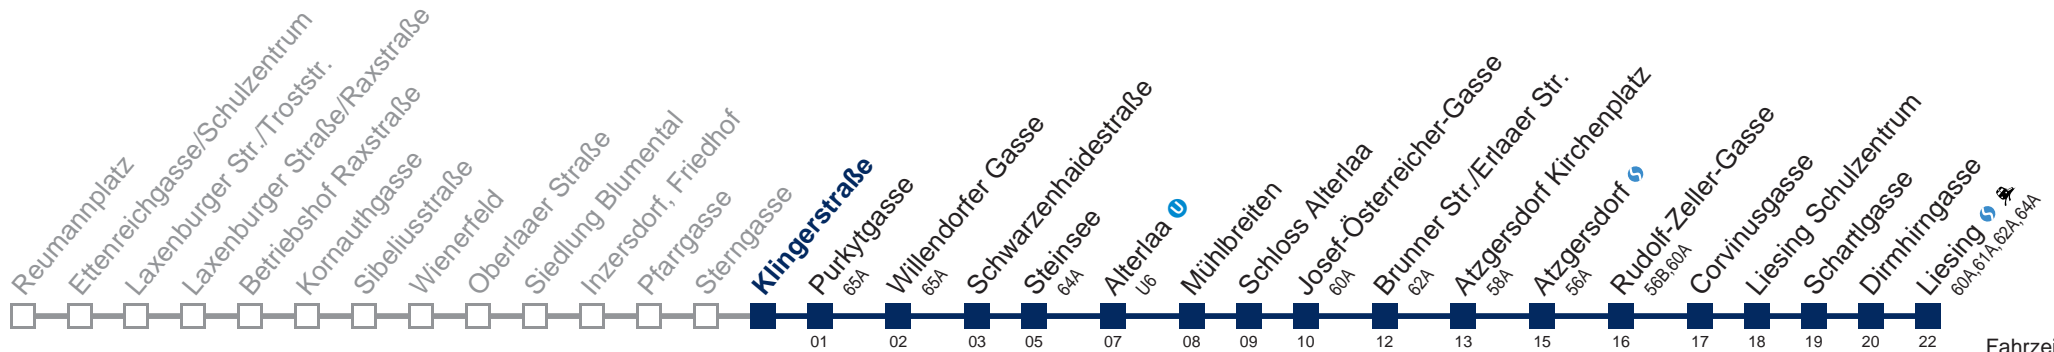 Reumannplatz
Ettenreichgasse/Schulzentrum
Laxenburger Str./Troststr.
Laxenburger Straße/Raxstraße
Betriebshof Raxstraße
Kornauthgasse
Sibeliusstraße
Wienerfeld
Oberlaaer Straße
Siedlung Blumental
Inzersdorf, Friedhof
Pfarrgasse
Sterngasse
Klingerstraße
Purkytgasse
65A
01
Willendorfer Gasse
65A
02
Schwarzenhaidestraße
03
Steinsee
64A
05
Alterlaa U
U6
07
Mühlbreiten
08
Schloss Alterlaa
09
Josef-Österreicher-Gasse
60A
10
Brunner Str./Erlaaer Str.
62A
12
Atzgersdorf Kirchenplatz
58A
13
Atzgersdorf S
56A
15
Rudolf-Zeller-Gasse
56B,60A
16
Corvinusgasse
17
Liesing Schulzentrum
18
Schartlgasse
19
Dirmhirngasse
20
Liesing S
60A,61A,62A,64A
22
Fahrzei